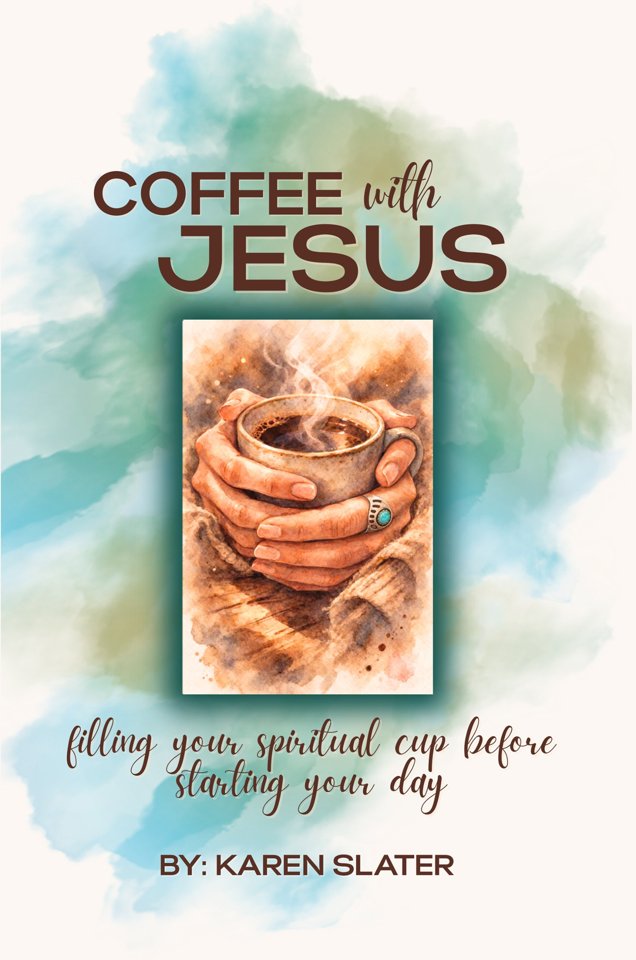 COFFEE with
JESUS
filling your spiritual cup before
starting your day
BY: KAREN SLATER